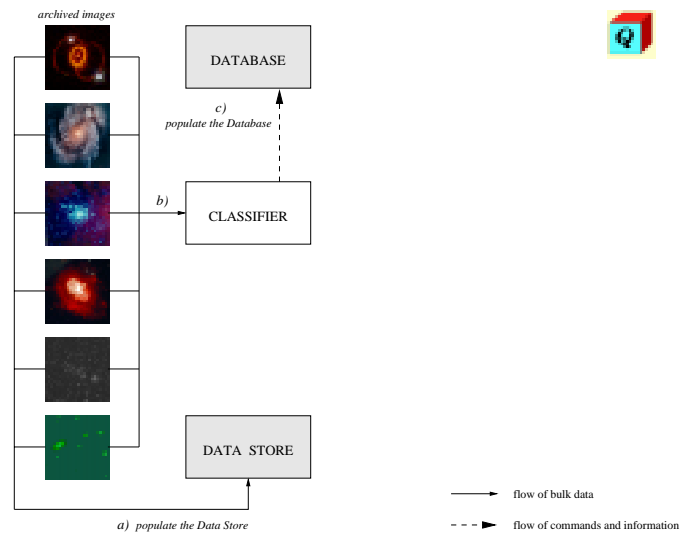 archived images
DATABASE
c)
populate the Database
b)
CLASSIFIER
DATA STORE
a) populate the Data Store
flow of bulk data
flow of commands and information
Q